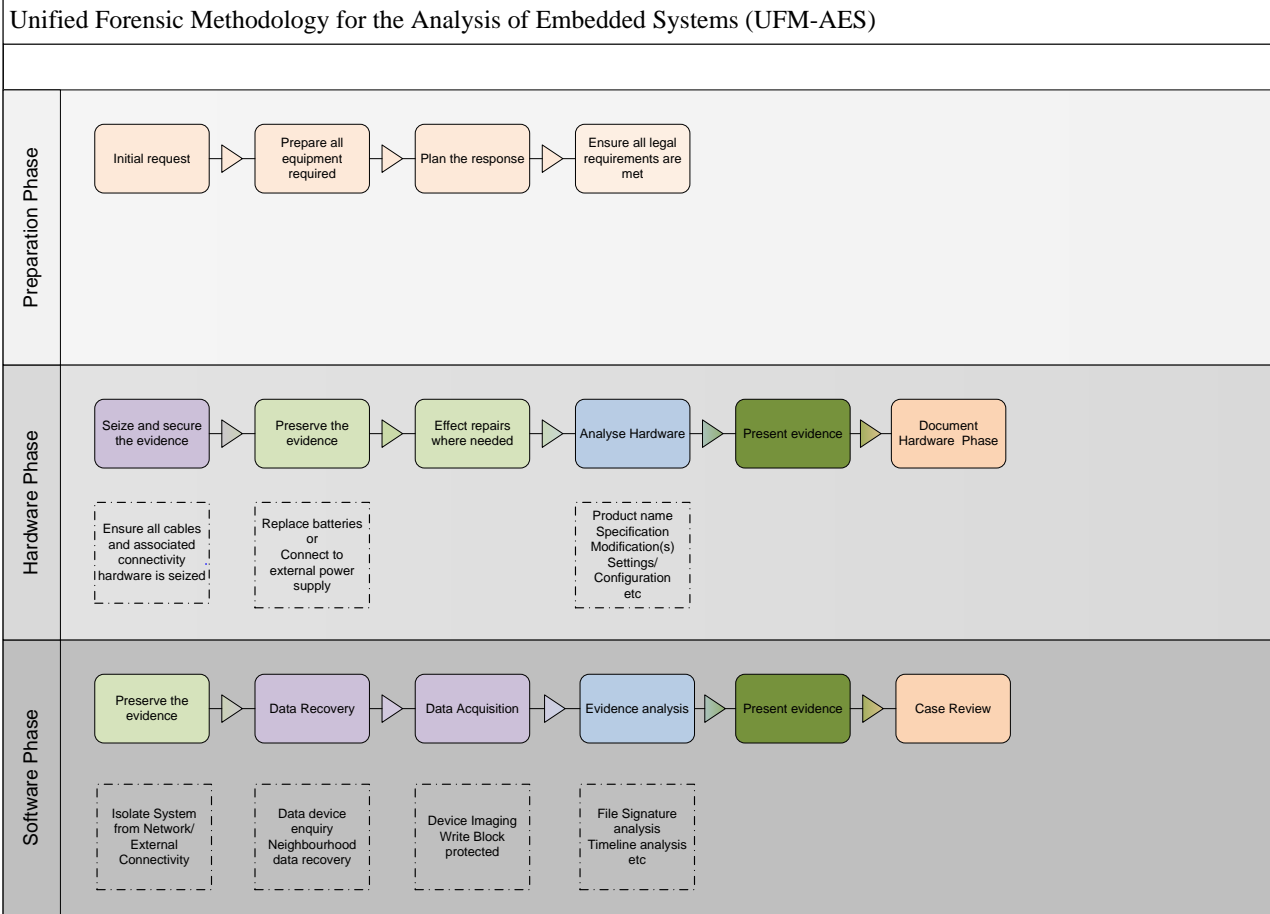 Unified Forensic Methodology for the Analysis of Embedded Systems (UFM-AES)
Preparation Phase
Initial request
Prepare all
equipment
required
Plan the response
Ensure all legal
requirements are
met
Hardware Phase
Seize and secure
the evidence
Preserve the
evidence
Effect repairs
where needed
Analyse Hardware
Present evidence
Document
Hardware Phase
Ensure all cables
and associated
connectivity
hardware is seized
Replace batteries
or
Connect to
external power
supply
Product name
Specification
Modification(s)
Settings/
Configuration
etc
Software Phase
Preserve the
evidence
Data Recovery
Data Acquisition
Evidence analysis
Present evidence
Case Review
Isolate System
from Network/
External
Connectivity
Data device
enquiry
Neighbourhood
data recovery
Device Imaging
Write Block
protected
File Signature
analysis
Timeline analysis
etc